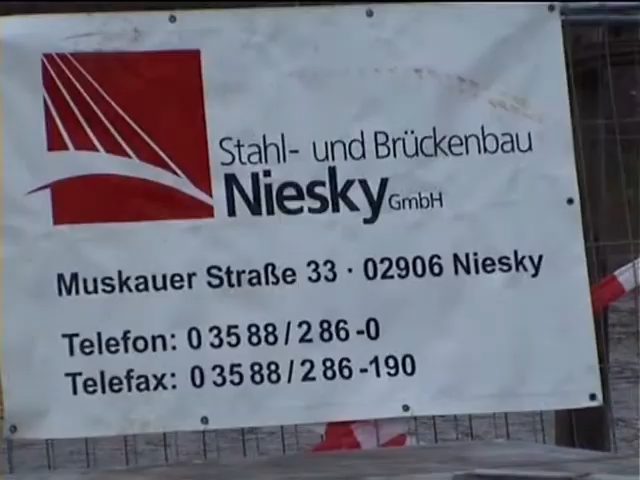 Stahl- und Brückenbau
Niesky GmbH
Muskauer Straße 33 · 02906 Niesky
Telefon: 0 35 88 / 2 86 -0
Telefax: 0 35 88 / 2 86 -190